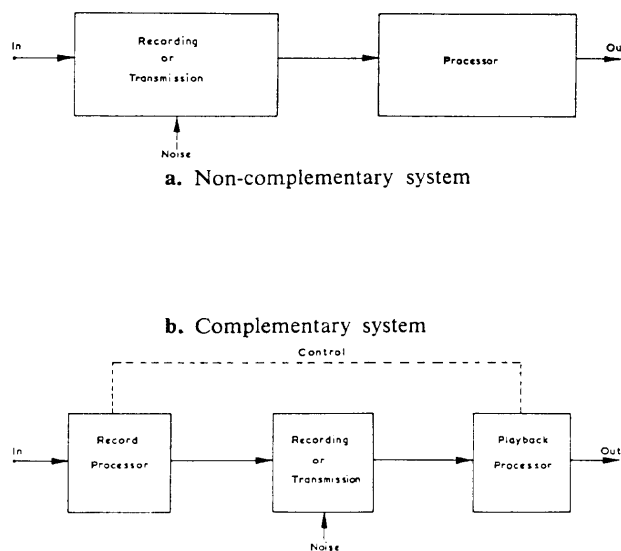 In
Recording
or
Transmission
Processor
Ou
Noise
a. Non-complementary system
b. Complementary system
Control
In
Record
Processor
Recording
or
Transmission
Playback
Processor
Out
Noise